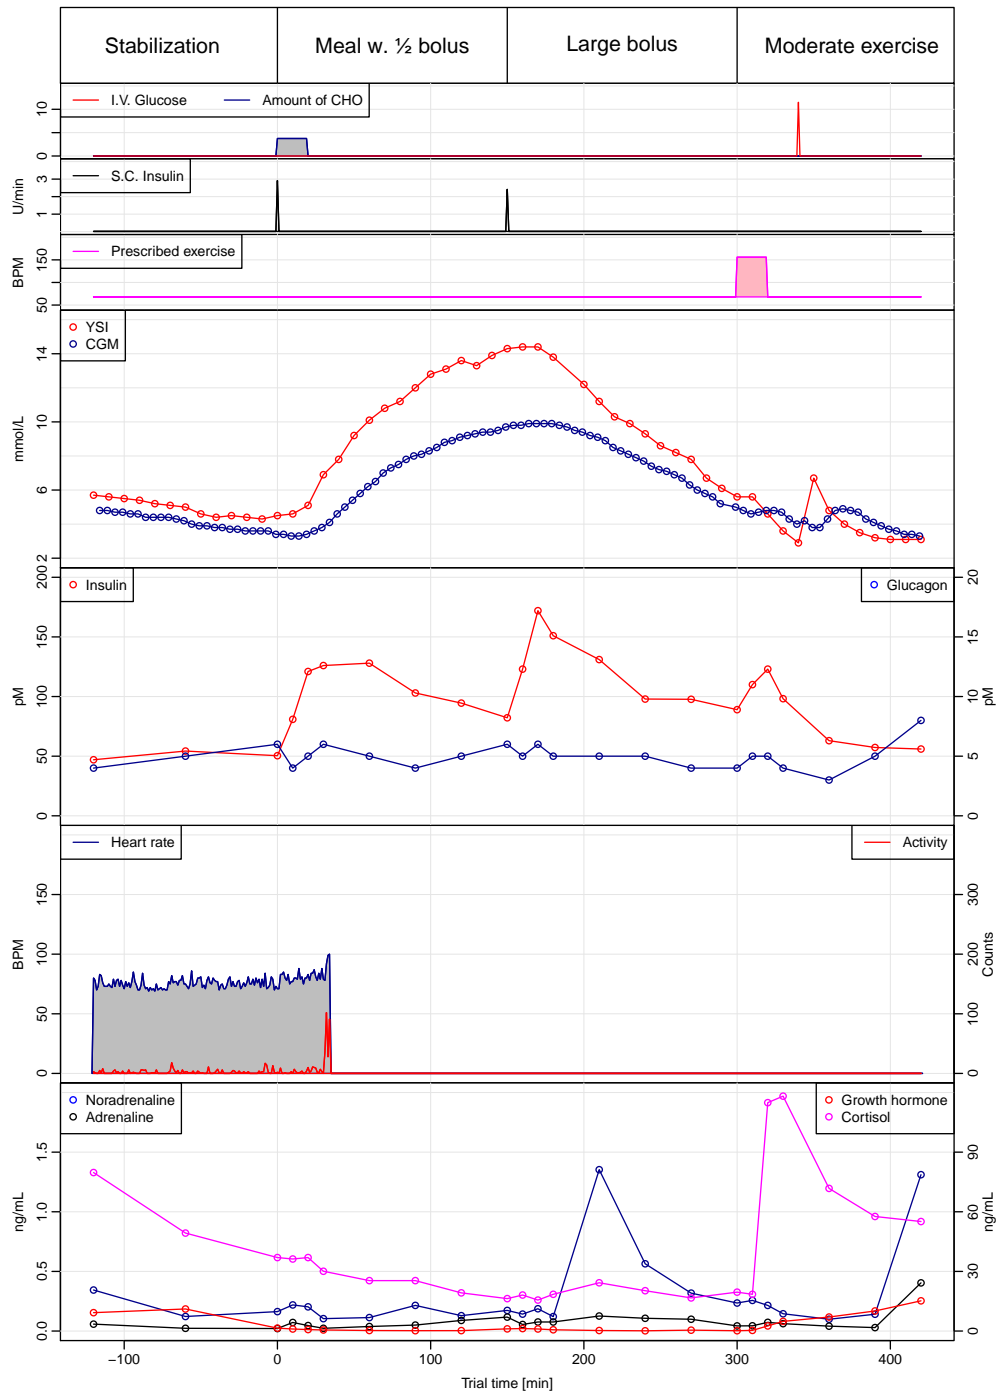 Stabilization Meal w. ½ bolus Large bolus Moderate exercise
I.V. Glucose Amount of CHO
10
0
S.C. Insulin
U/min
3
1
Prescribed exercise
BPM
150
50
YSI
CGM
mmol/L
14
10
6
2
Insulin Glucagon
pM
200
150
100
50
0
20
15
10
5
0
pM
Heart rate Activity
BPM
150
100
50
0
300
200
100
0
Counts
Noradrenaline Growth hormone
Adrenaline Cortisol
ng/mL
1.5
1.0
0.5
0.0
90
60
30
0
ng/mL
−100 0 100 200 300 400
Trial time [min]